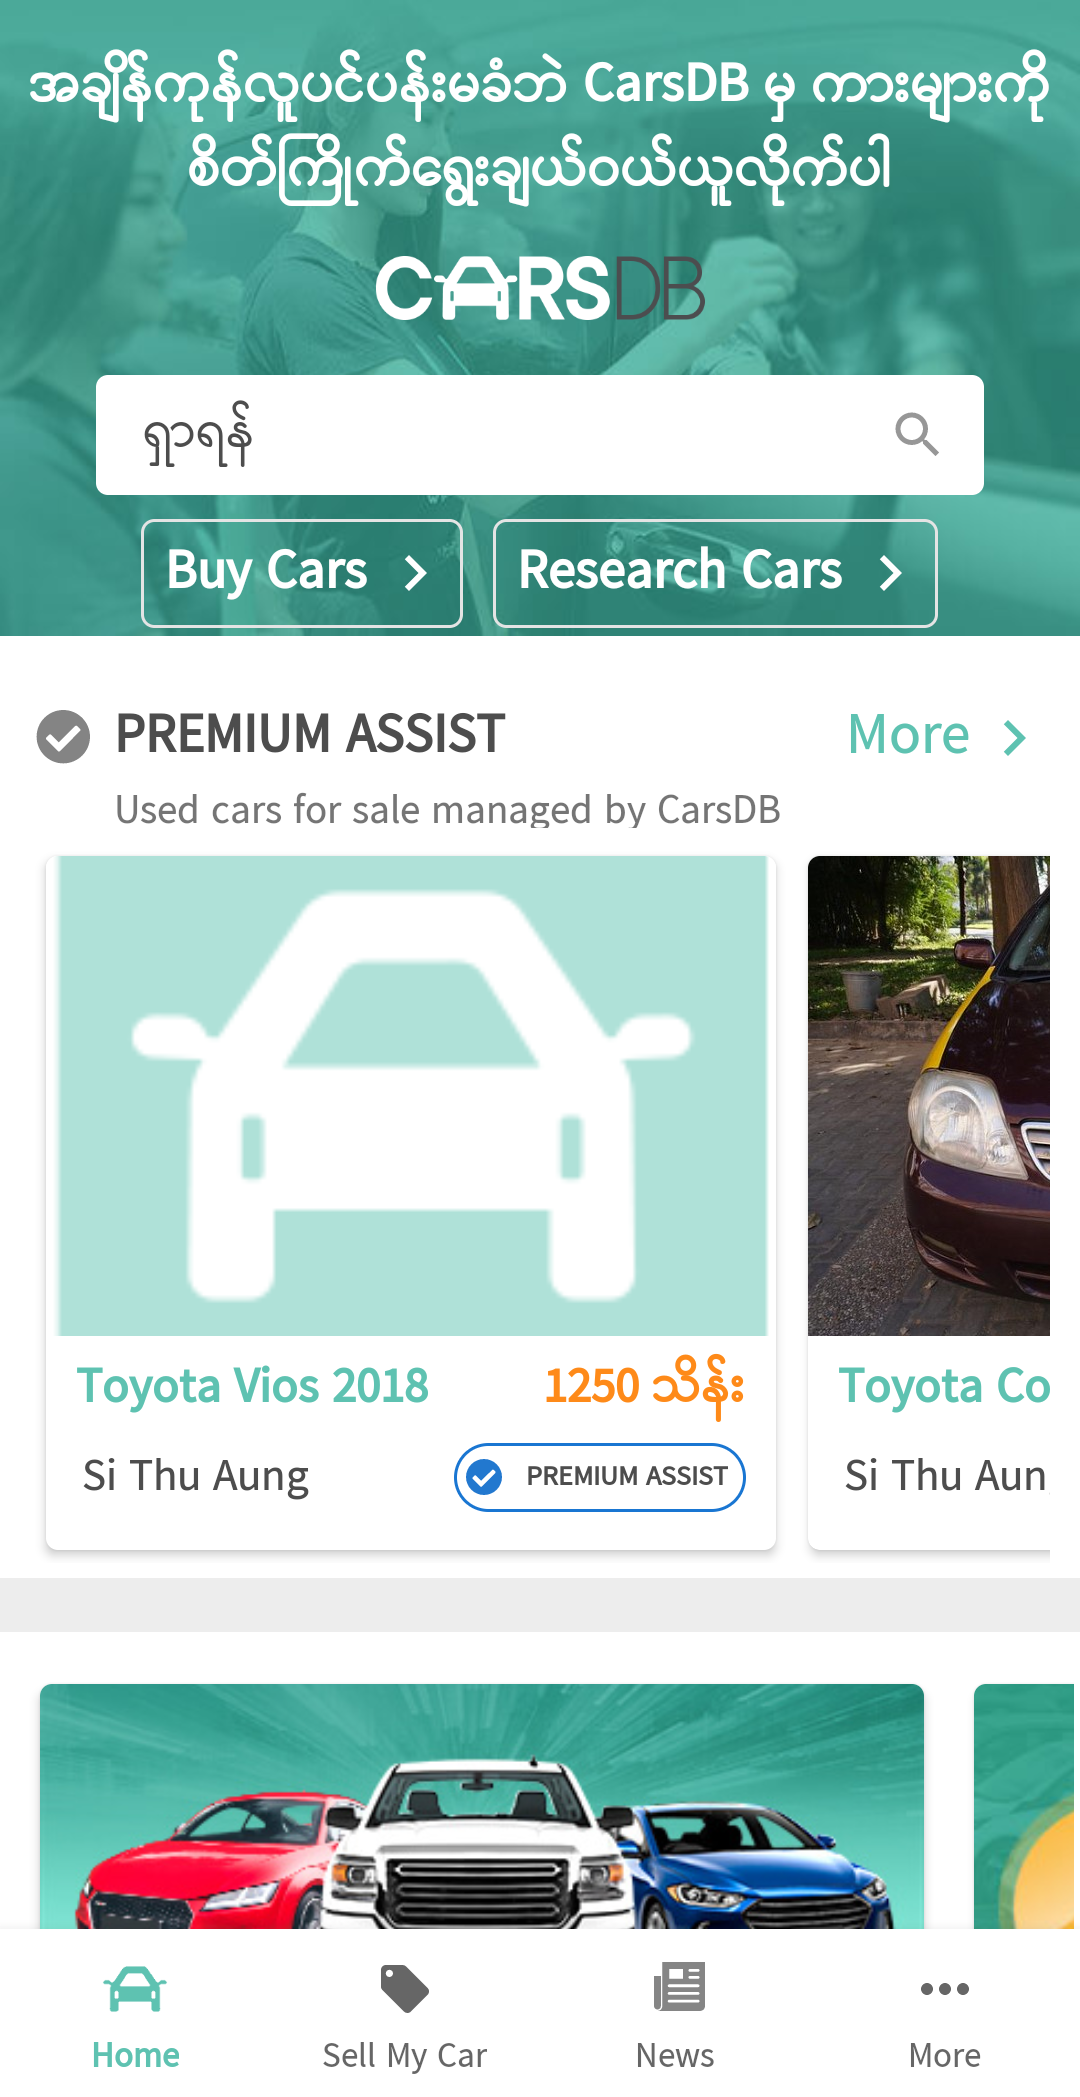 အချိန်ကုန်လူပင်ပန်းမခံဘဲ CarsDB မှ ကားများကို
စိတ်ကြိုက်ရွေးချယ်ဝယ်ယူလိုက်ပါ
CARSDB
ရှာရန်
Buy Cars
Research Cars
PREMIUM ASSIST
More
Used cars for sale managed by CarsDB
Toyota Vios 2018
1250 သိန်း
Toyota Co
Si Thu Aung
PREMIUM ASSIST
Si Thu Aun
Home
Sell My Car
News
More